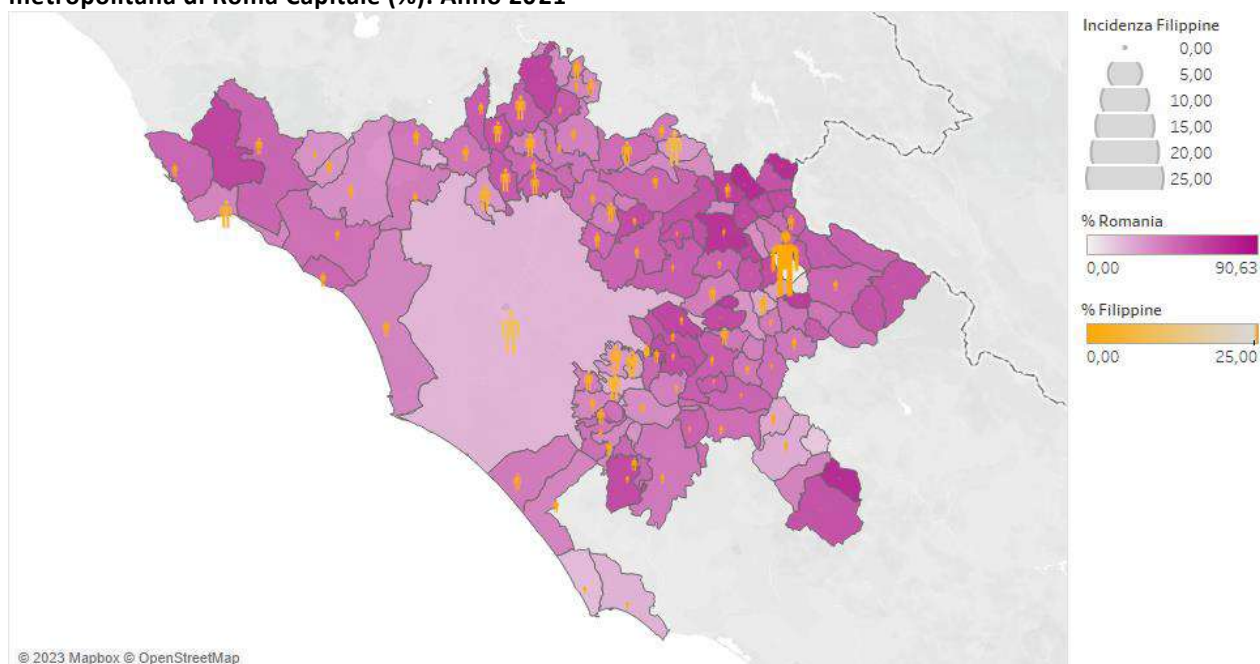 metropolitana di Roma Capitale (%). Anno 2021
Incidenza Filippine
0,00
5,00
10,00
15,00
20,00
25,00
% Romania
0,00 90,63
% Filippine
0,00 25,00
© 2023 Mapbox © OpenStreetMap